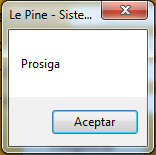 Le Pine - Siste...
Prosiga
Aceptar